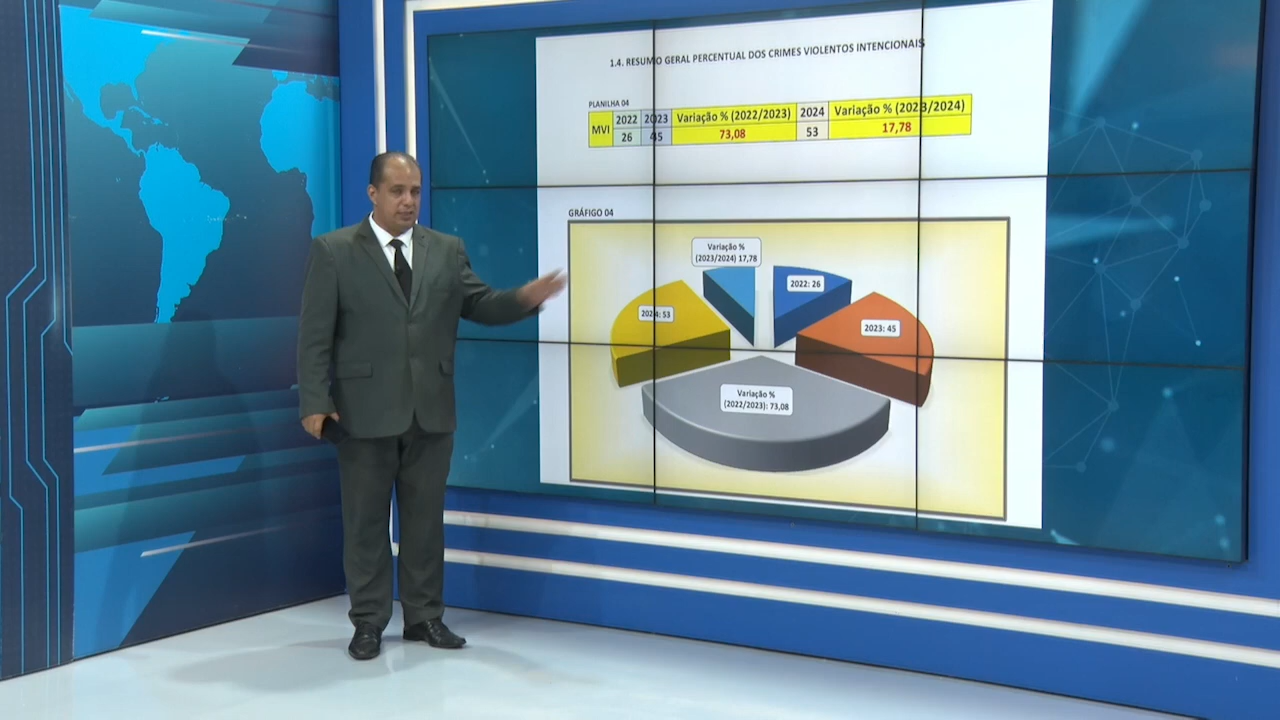 1.4. RESUMO GERAL PERCENTUAL DOS CRIMES VIOLENTOS INTENCIONAIS
PLANILHA 04
MVI 2022 2023 Variação % (2022/2023) 2024 Variação % (2023/2024)
26 45 73,08 53 17,78
GRÁFIGO 04
Variação %
(2023/2024) 17,78
2022: 26
2024: 53
2023: 45
Variação %
(2022/2023): 73,08